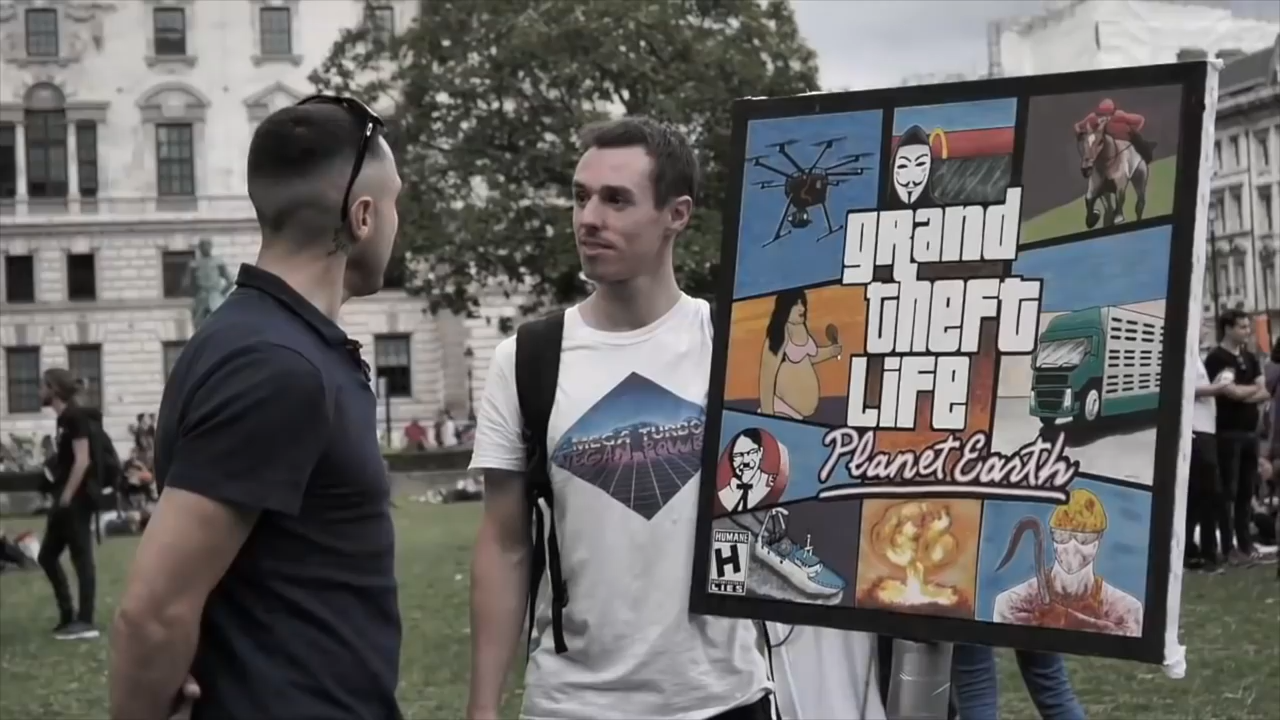 MEGA TURBO
VEGAN POWER
grand
theft
Life
Planet Earth
HUMANE
H
LIES